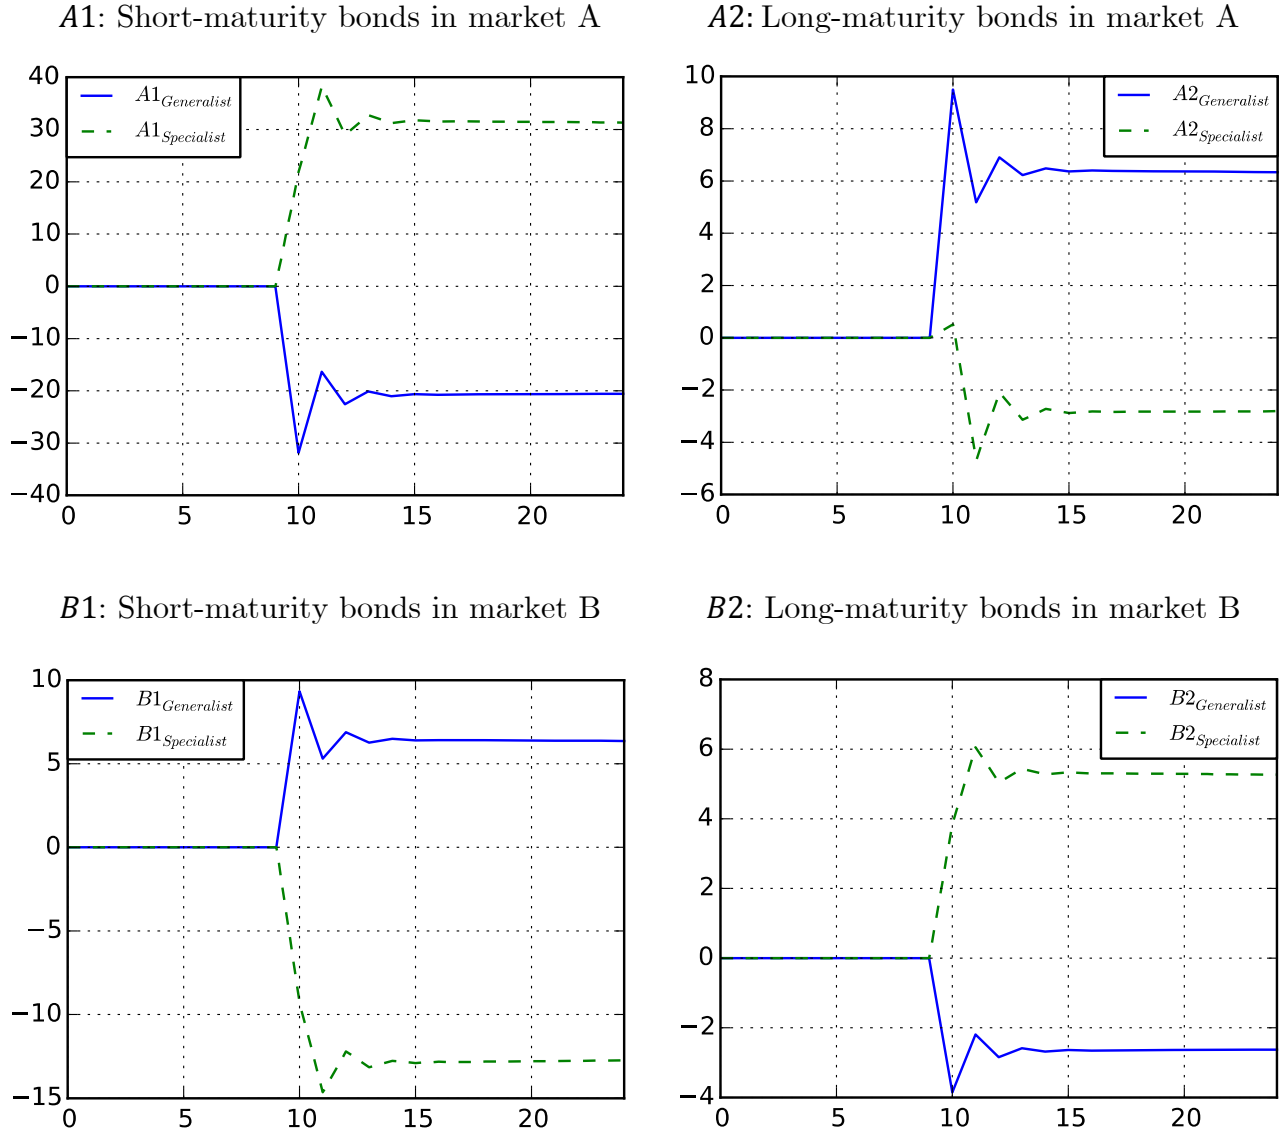 A1: Short-maturity bonds in market A
A2: Long-maturity bonds in market A
40
30
20
10
0
−10
−20
−30
−40
0 5 10 15 20
A1Generalist
A1Specialist
10
8
6
4
2
0
−2
−4
−6
0 5 10 15 20
A2Generalist
A2Specialist
B1: Short-maturity bonds in market B
B2: Long-maturity bonds in market B
10
5
0
−5
−10
−15
0 5 10 15 20
B1Generalist
B1Specialist
8
6
4
2
0
−2
−4
0 5 10 15 20
B2Generalist
B2Specialist